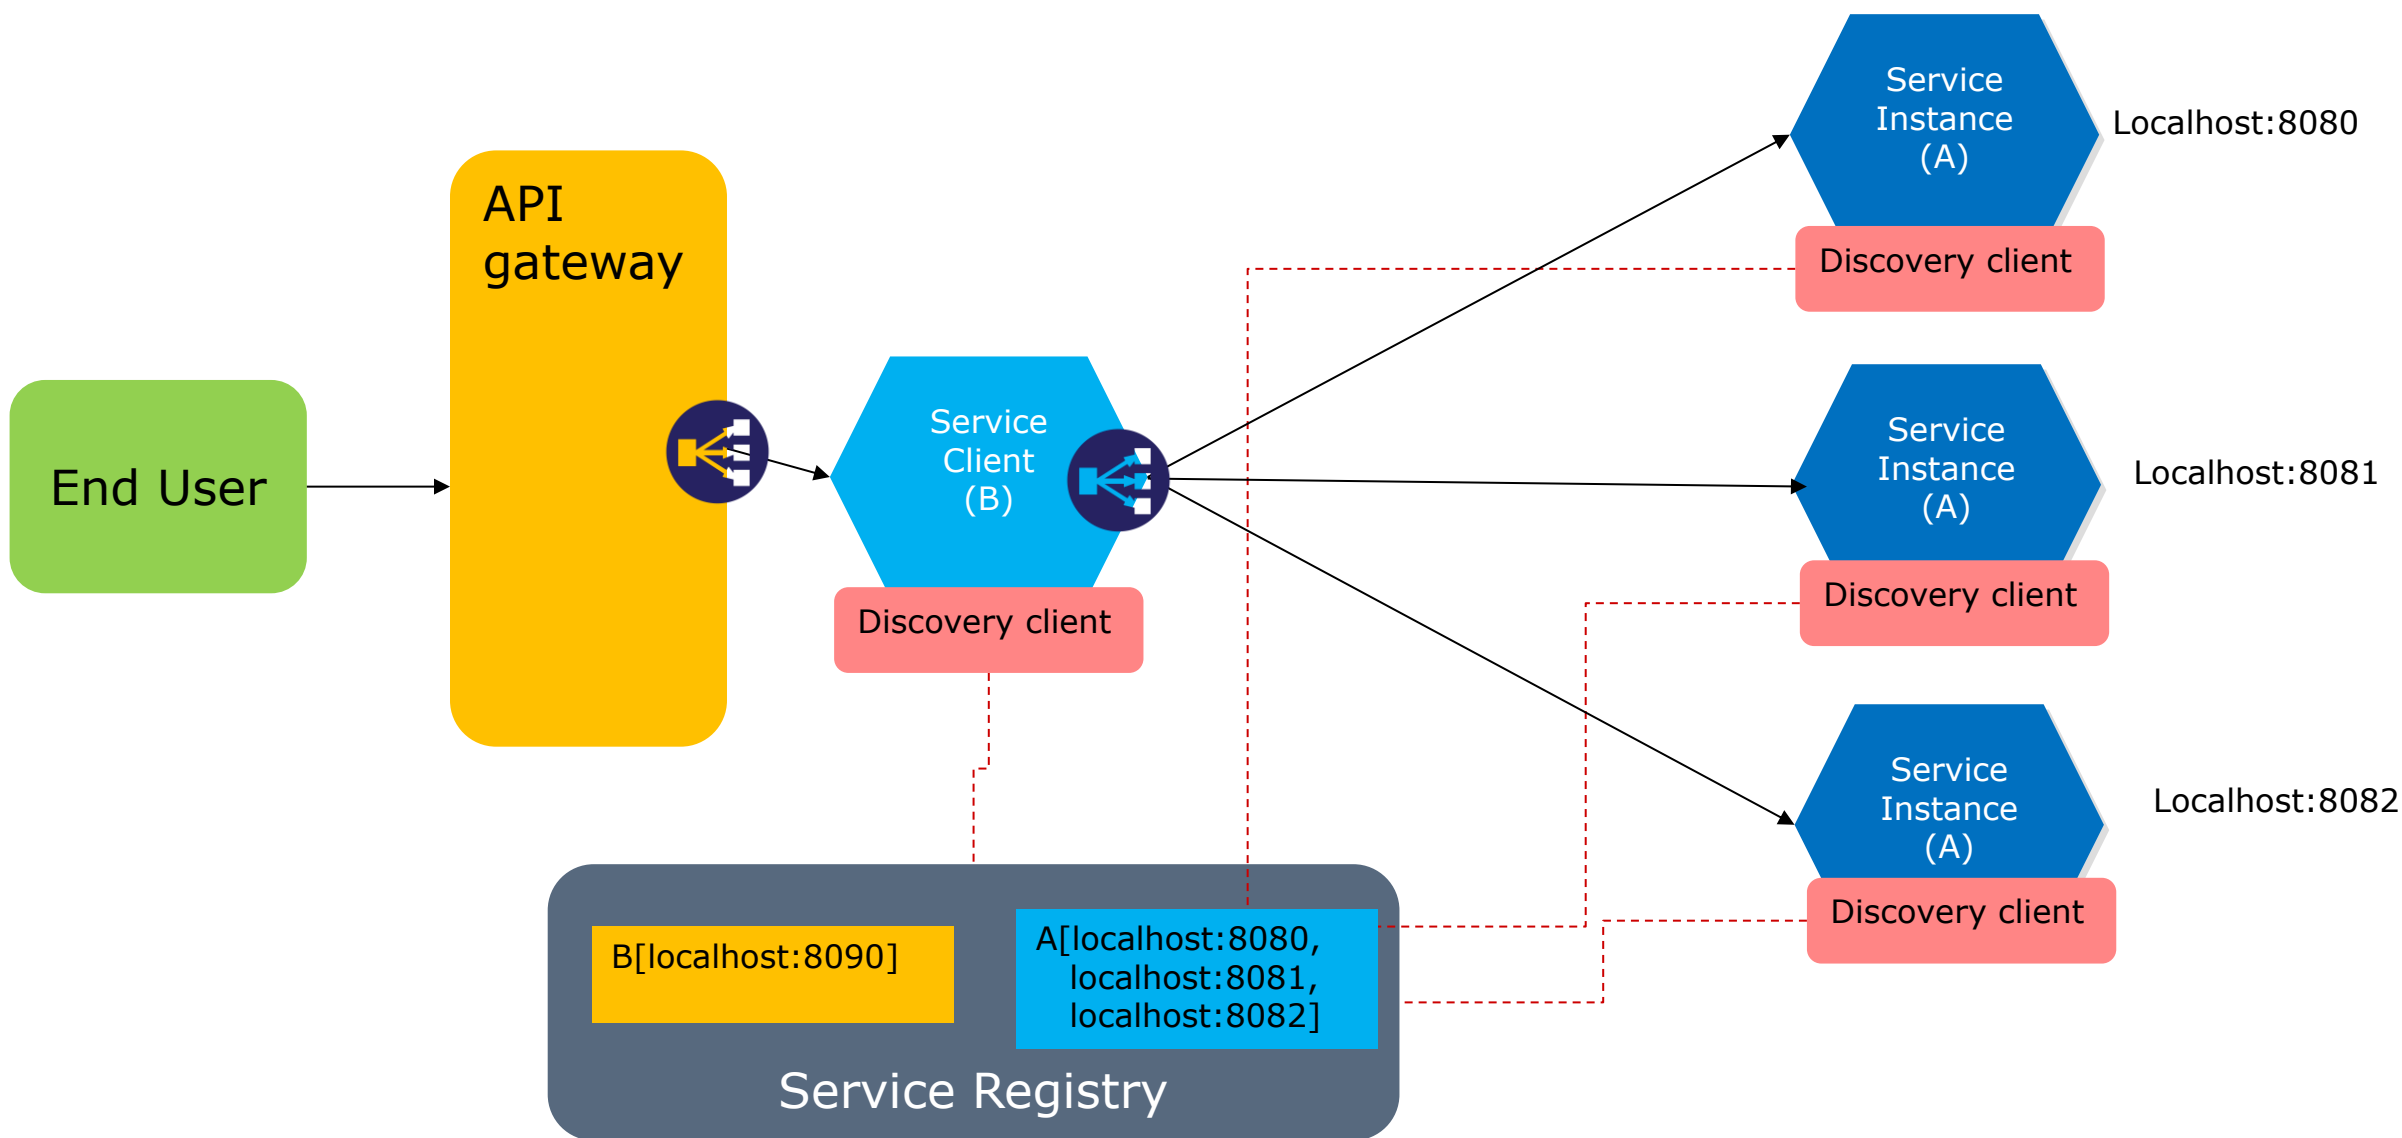 End User
API
gateway
Service
Client
(B)
Discovery client
Service
Instance
(A)
Localhost:8080
Discovery client
Service
Instance
(A)
Localhost:8081
Discovery client
Service
Instance
(A)
Localhost:8082
Discovery client
B[localhost:8090]
A[localhost:8080,
localhost:8081,
localhost:8082]
Service Registry